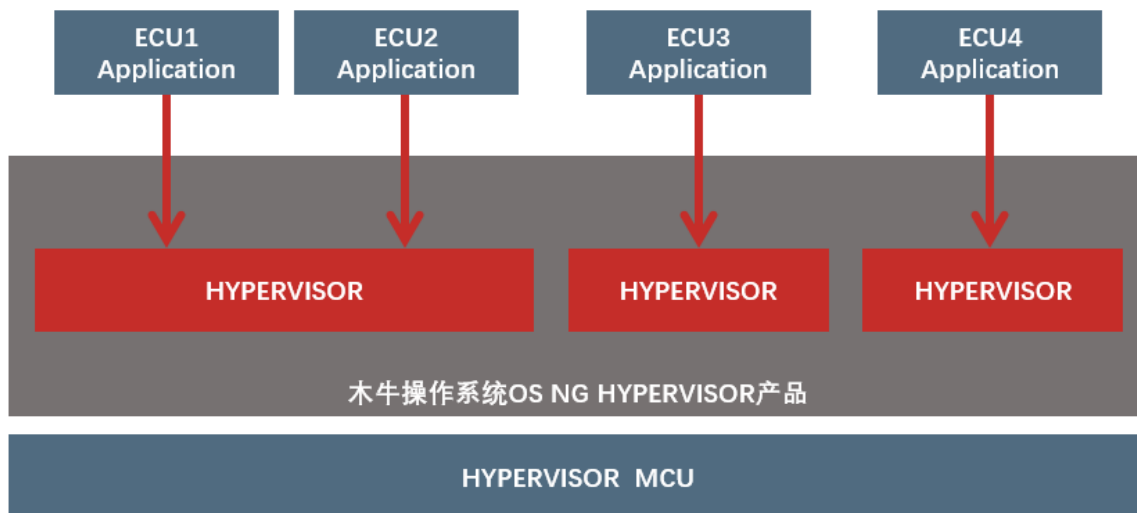 ECU1
Application
ECU2
Application
ECU3
Application
ECU4
Application
HYPERVISOR
HYPERVISOR
HYPERVISOR
木牛操作系统OS NG HYPERVISOR产品
HYPERVISOR MCU